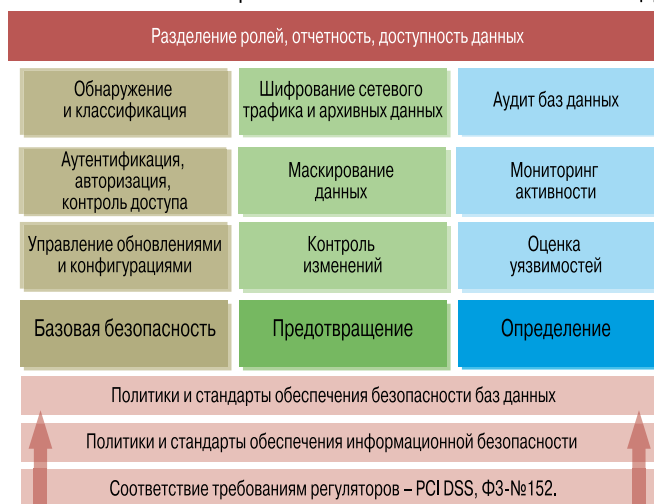 Разделение ролей, отчетность, доступность данных
Обнаружение
и классификация
Шифрование сетевого
трафика и архивных данных
Аудит баз данных
Аутентификация,
авторизация,
контроль доступа
Маскирование
данных
Мониторинг
активности
Управление обновлениями
и конфигурациями
Контроль
изменений
Оценка
уязвимостей
Базовая безопасность
Предотвращение
Определение
Политики и стандарты обеспечения безопасности баз данных
Политики и стандарты обеспечения информационной безопасности
Соответствие требованиям регуляторов – PCI DSS, ФЗ-№152.